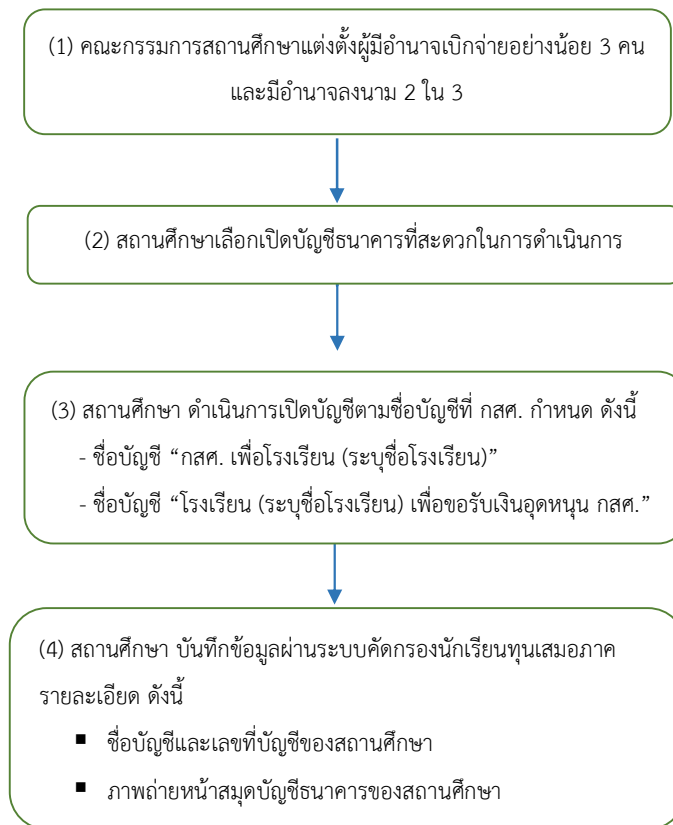 (1) คณะกรรมการสถานศึกษาแต่งตั้งผู้มีอำนาจเบิกจ่ายอย่างน้อย 3 คน
และมีอำนาจลงนาม 2 ใน 3
(2) สถานศึกษาเลือกเปิดบัญชีธนาคารที่สะดวกในการดำเนินการ
(3) สถานศึกษา ดำเนินการเปิดบัญชีตามชื่อบัญชีที่ กสศ. กำหนด ดังนี้
- ชื่อบัญชี “กสศ. เพื่อโรงเรียน (ระบุชื่อโรงเรียน)”
- ชื่อบัญชี “โรงเรียน (ระบุชื่อโรงเรียน) เพื่อขอรับเงินอุดหนุน กสศ.”
(4) สถานศึกษา บันทึกข้อมูลผ่านระบบคัดกรองนักเรียนทุนเสมอภาค
รายละเอียด ดังนี้
▪ ชื่อบัญชีและเลขที่บัญชีของสถานศึกษา
▪ ภาพถ่ายหน้าสมุดบัญชีธนาคารของสถานศึกษา